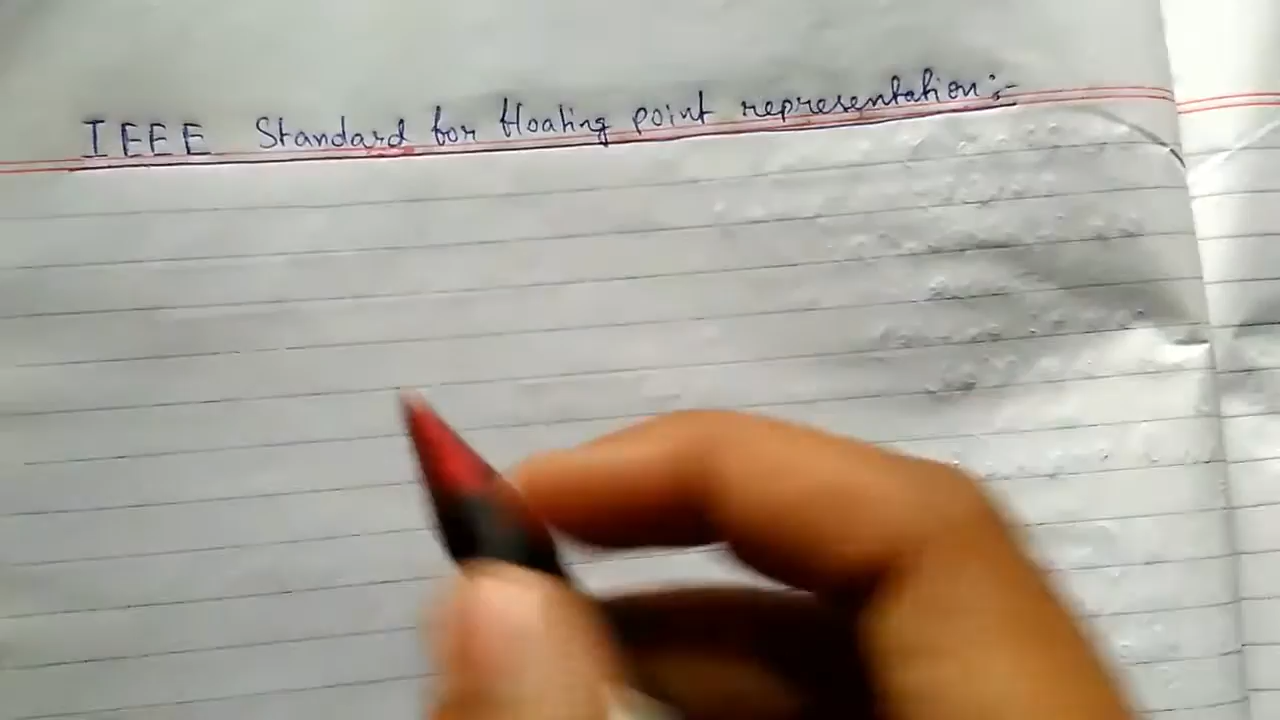 IEEE Standard for floating point representation :-